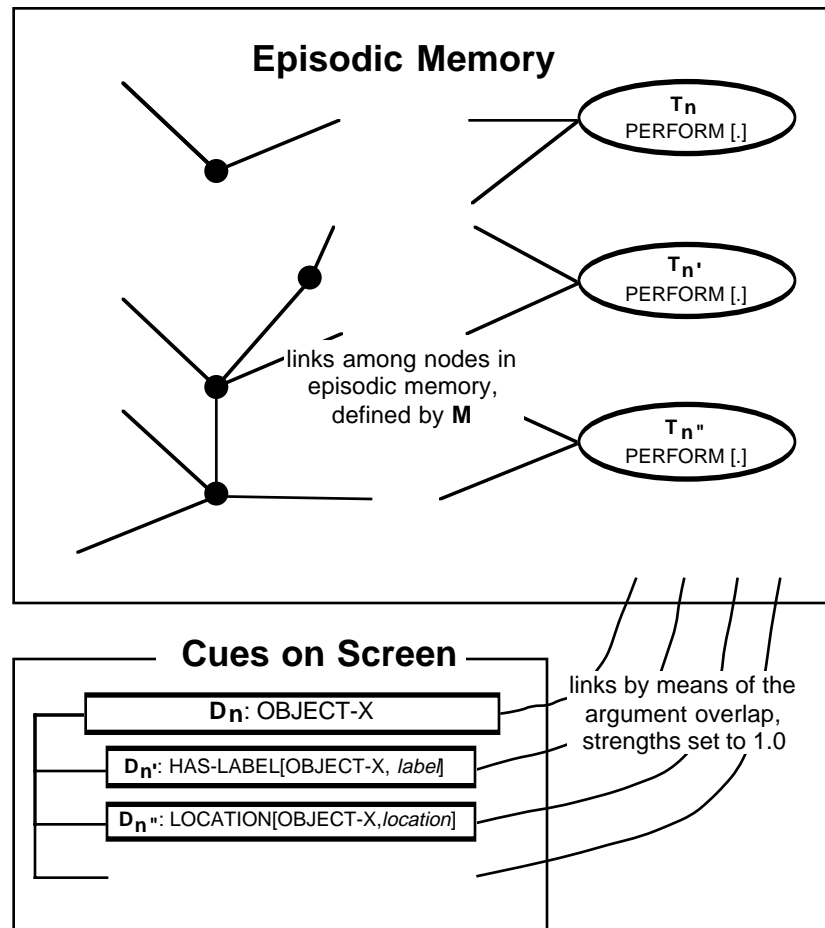 Episodic Memory
Tn
PERFORM [.]
Tn'
PERFORM [.]
links among nodes in
episodic memory,
defined by M
Tn"
PERFORM [.]
Cues on Screen
links by means of the
argument overlap,
strengths set to 1.0
Dn: OBJECT-X
Dn': HAS-LABEL[OBJECT-X, label]
Dn": LOCATION[OBJECT-X,location]